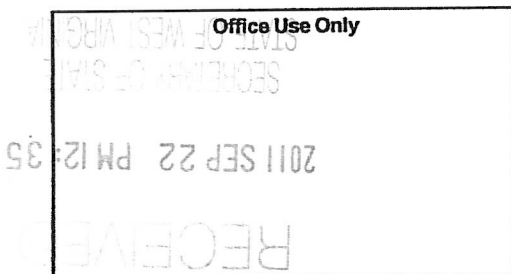 Office Use Only
STATE OF WEST VIRGINIA
SECRETARY OF STATE
2011 SEP 22 PM 12: 35
RECEIVED